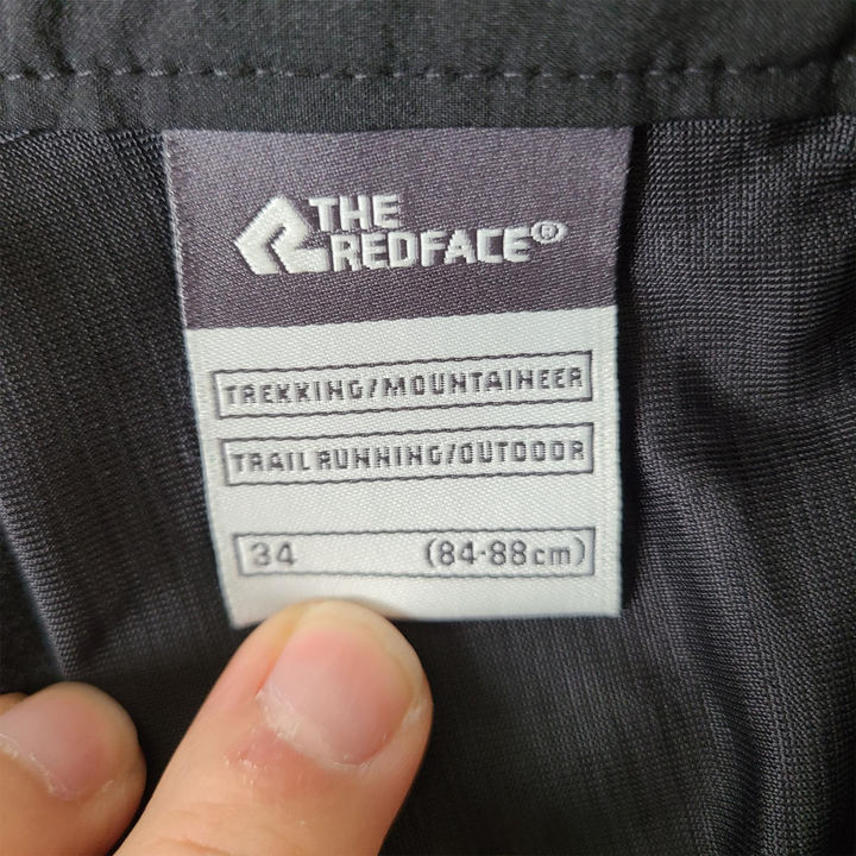 THE
REDFACE®
TREKKING/MOUNTAINEER
TRAIL RUNNING/OUTDOOR
34 (84-88cm)